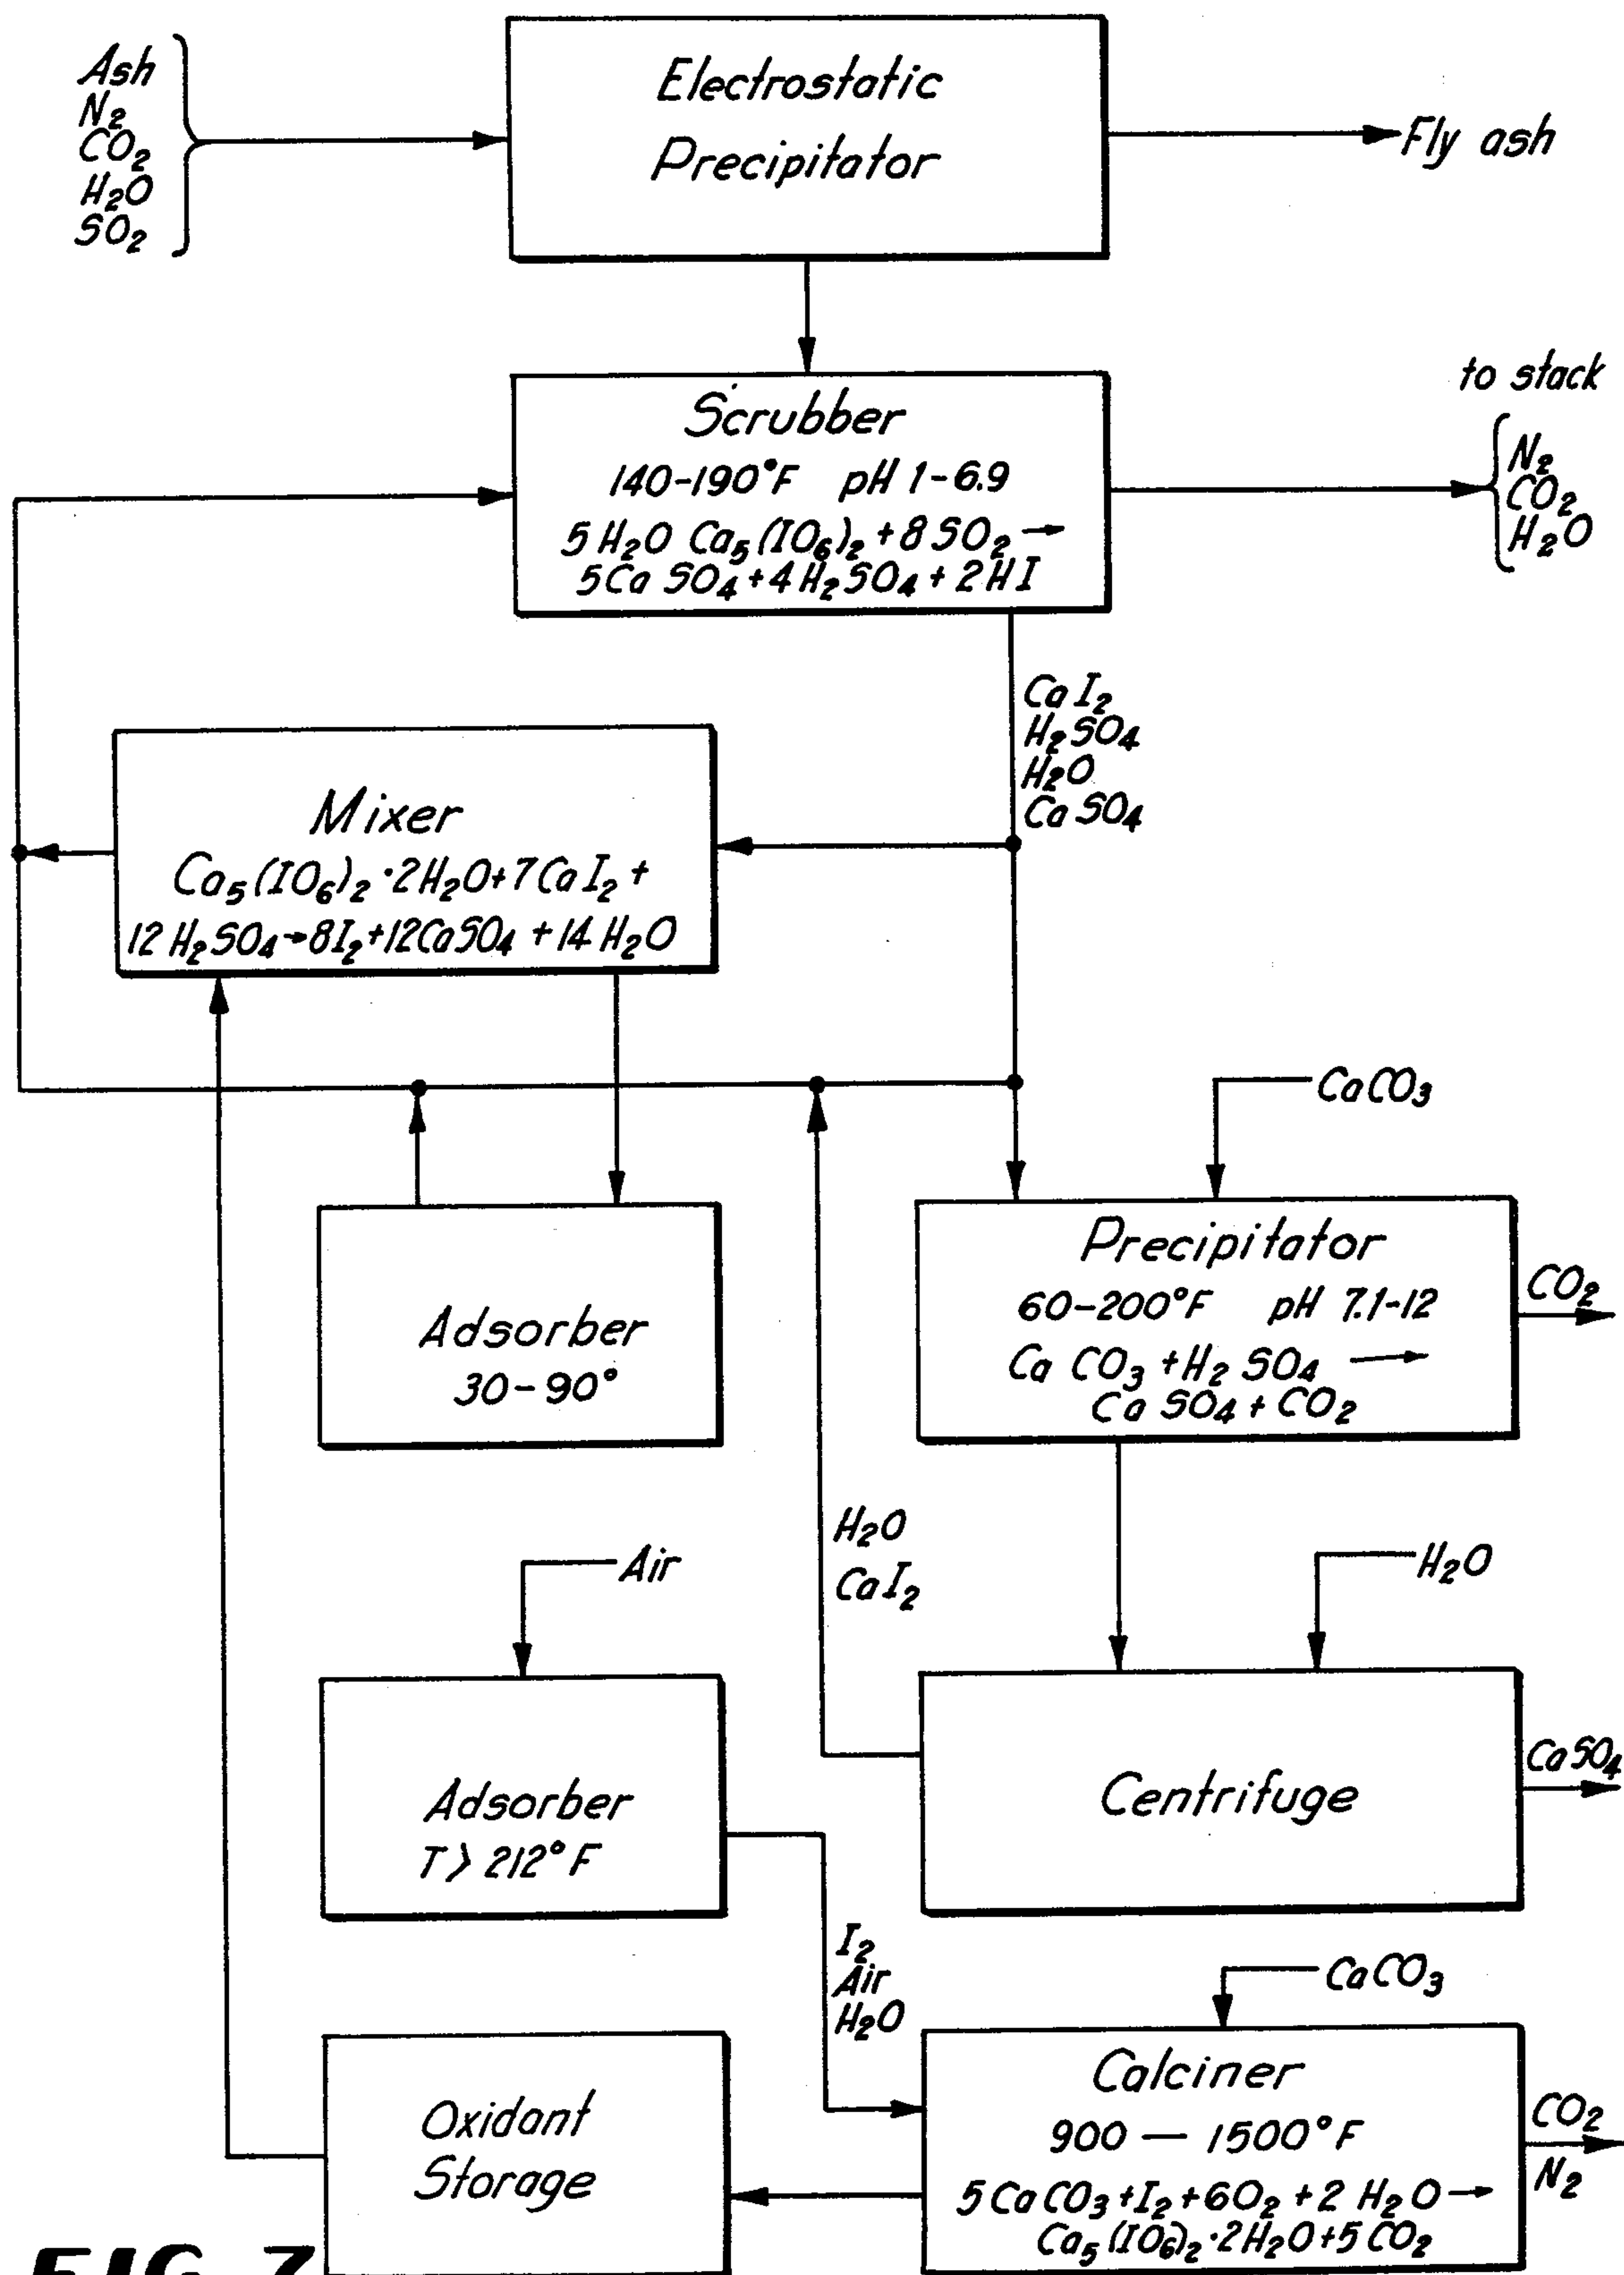 Ash
N₂
CO₂
H₂O
SO₂
Electrostatic
Precipitator
Fly ash
Scrubber
140-190°F pH 1-6.9
5 H₂O Ca₅(IO₆)₂ + 8 SO₂ →
5Ca SO₄ + 4 H₂SO₄ + 2 H I
to stack
N₂
CO₂
H₂O
Ca I₂
H₂SO₄
H₂O
Ca SO₄
Mixer
Ca₅(IO₆)₂ · 2H₂O + 7 Ca I₂ +
12 H₂SO₄ → 8I₂ + 12CaSO₄ + 14 H₂O
CaCO₃
Adsorber
30-90°
Precipitator
60-200°F pH 7.1-12
Ca CO₃ + H₂ SO₄ →
Ca SO₄ + CO₂
CO₂
H₂O
CaI₂
Air
H₂O
Adsorber
T > 212°F
Centrifuge
CaSO₄
I₂
Air
H₂O
CaCO₃
Oxidant
Storage
Calciner
900 — 1500°F
5 CaCO₃ + I₂ + 6O₂ + 2 H₂O →
Ca₅(IO₆)₂ · 2H₂O + 5 CO₂
CO₂
N₂
FIG. 7